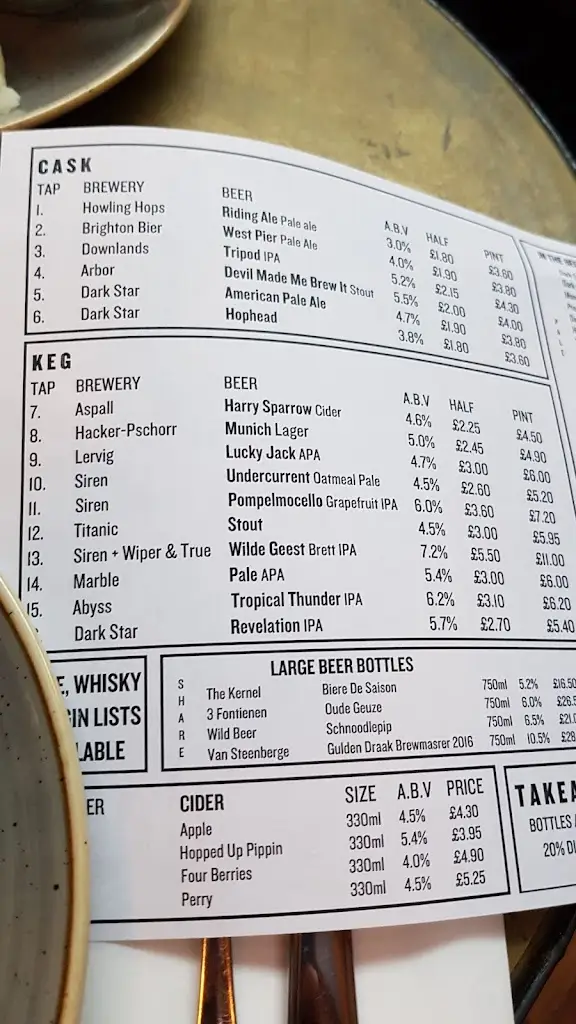 CASK
TAP BREWERY BEER A.B.V HALF PINT
1. Howling Hops Riding Ale Pale ale 3.0% £1.80 £3.60
2. Brighton Bier West Pier Pale Ale 4.0% £1.90 £3.80
3. Downlands Tripod IPA 5.2% £2.15 £4.30
4. Arbor Devil Made Me Brew It Stout 5.5% £2.00 £4.00
5. Dark Star American Pale Ale 4.7% £1.90 £3.80
6. Dark Star Hophead 3.8% £1.80 £3.60
KEG
TAP BREWERY BEER A.B.V HALF PINT
7. Aspall Harry Sparrow Cider 4.6% £2.25 £4.50
8. Hacker-Pschorr Munich Lager 5.0% £2.45 £4.90
9. Lervig Lucky Jack APA 4.7% £3.00 £6.00
10. Siren Undercurrent Oatmeal Pale 4.5% £2.60 £5.20
11. Siren Pompelmocello Grapefruit IPA 6.0% £3.60 £7.20
12. Titanic Stout 4.5% £3.00 £5.95
13. Siren + Wiper & True Wilde Geest Brett IPA 7.2% £5.50 £11.00
14. Marble Pale APA 5.4% £3.00 £6.00
15. Abyss Tropical Thunder IPA 6.2% £3.10 £6.20
Dark Star Revelation IPA 5.7% £2.70 £5.40
WHISKY
LISTS
LARGE BEER BOTTLES
SHARE
The Kernel Biere De Saison 750ml 5.2% £16.50
3 Fontienen Oude Geuze 750ml 6.0%
Wild Beer Schnoodlepip 750ml 6.5%
Van Steenberge Gulden Draak Brewmasrer 2016 750ml 10.5%
CIDER SIZE A.B.V PRICE
Apple 330ml 4.5% £4.30
Hopped Up Pippin 330ml 5.4% £3.95
Four Berries 330ml 4.0% £4.90
Perry 330ml 4.5% £5.25
BOTTLES
20%